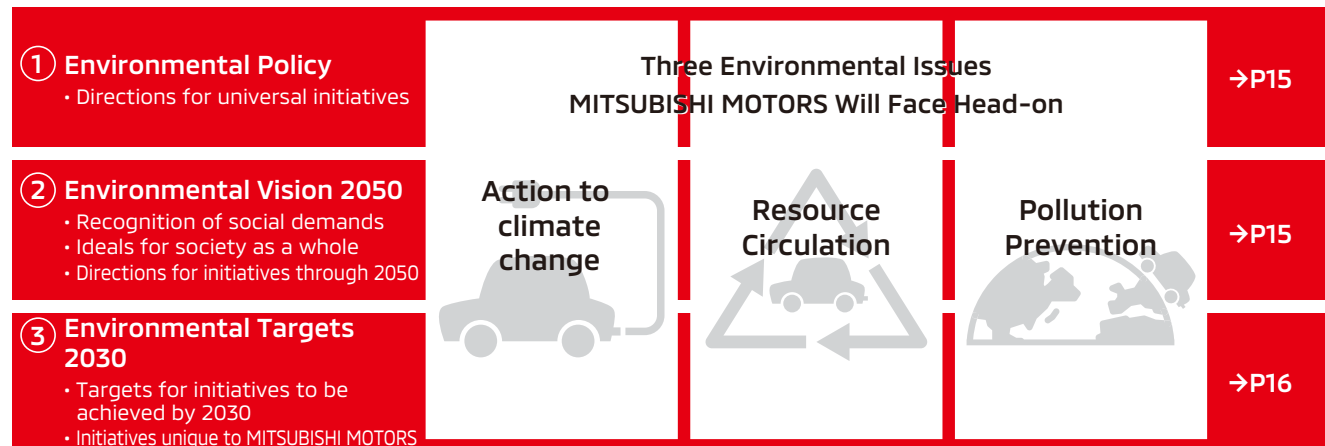 ① Environmental Policy
・Directions for universal initiatives
Three Environmental Issues
MITSUBISHI MOTORS Will Face Head-on
→P15
② Environmental Vision 2050
・Recognition of social demands
・Ideals for society as a whole
・Directions for initiatives through 2050
Action to
climate
change
Resource
Circulation
Pollution
Prevention
→P15
③ Environmental Targets
2030
・Targets for initiatives to be
achieved by 2030
・Initiatives unique to MITSUBISHI MOTORS
→P16